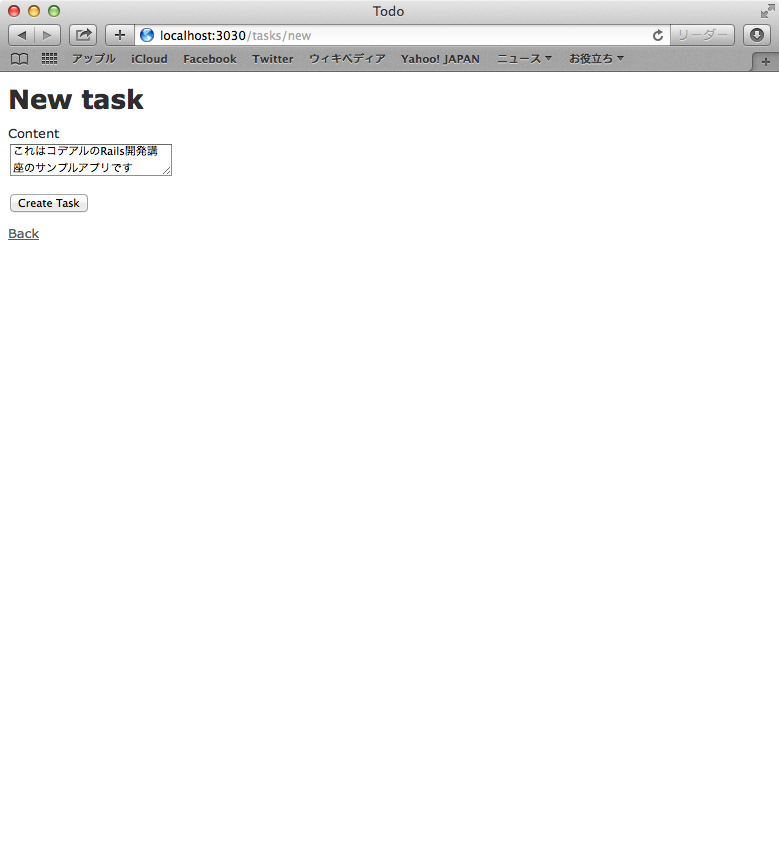 Todo
localhost:3030/tasks/new
リーダー
アップル iCloud Facebook Twitter ウィキペディア Yahoo! JAPAN ニュース お役立ち
New task
Content
これはコデアルのRails開発講
座のサンプルアプリです
Create Task
Back